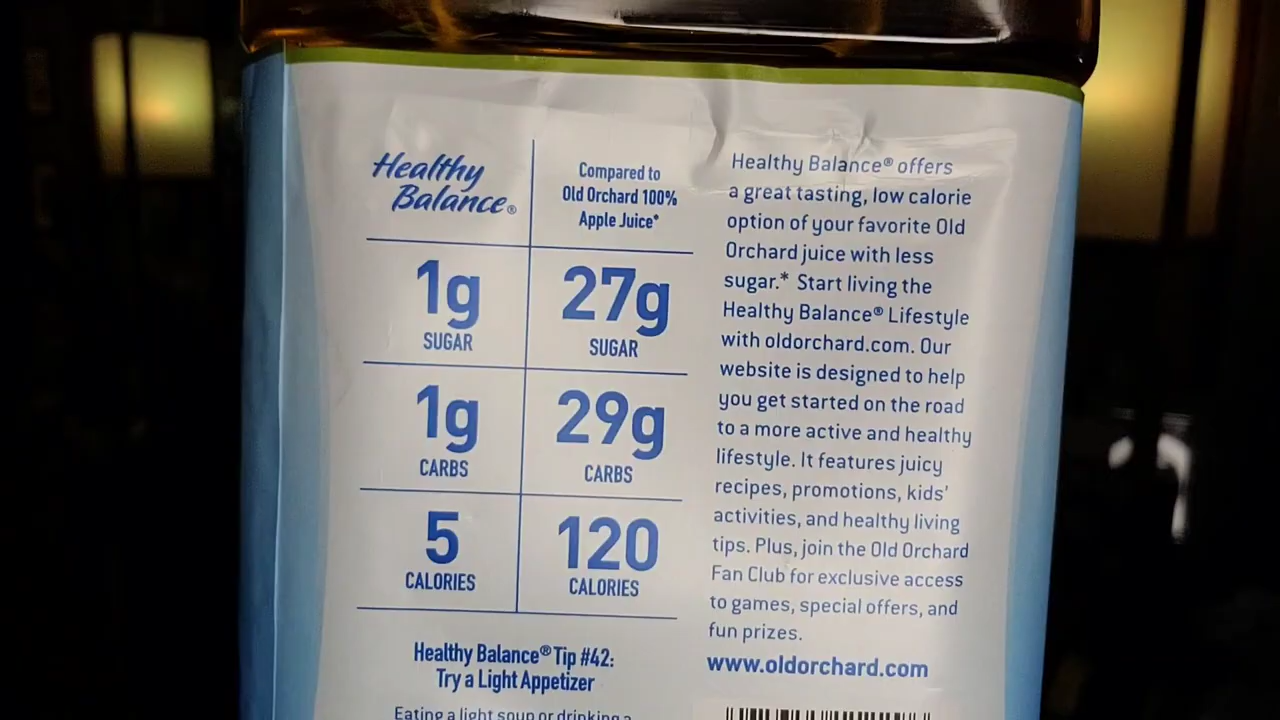 Healthy
Balance®
Compared to
Old Orchard 100%
Apple Juice*
1g
SUGAR
27g
SUGAR
1g
CARBS
29g
CARBS
5
CALORIES
120
CALORIES
Healthy Balance® Tip #42:
Try a Light Appetizer
Eating a light soup or drinking a
Healthy Balance® offers
a great tasting, low calorie
option of your favorite Old
Orchard juice with less
sugar.* Start living the
Healthy Balance® Lifestyle
with oldorchard.com. Our
website is designed to help
you get started on the road
to a more active and healthy
lifestyle. It features juicy
recipes, promotions, kids'
activities, and healthy living
tips. Plus, join the Old Orchard
Fan Club for exclusive access
to games, special offers, and
fun prizes.
www.oldorchard.com